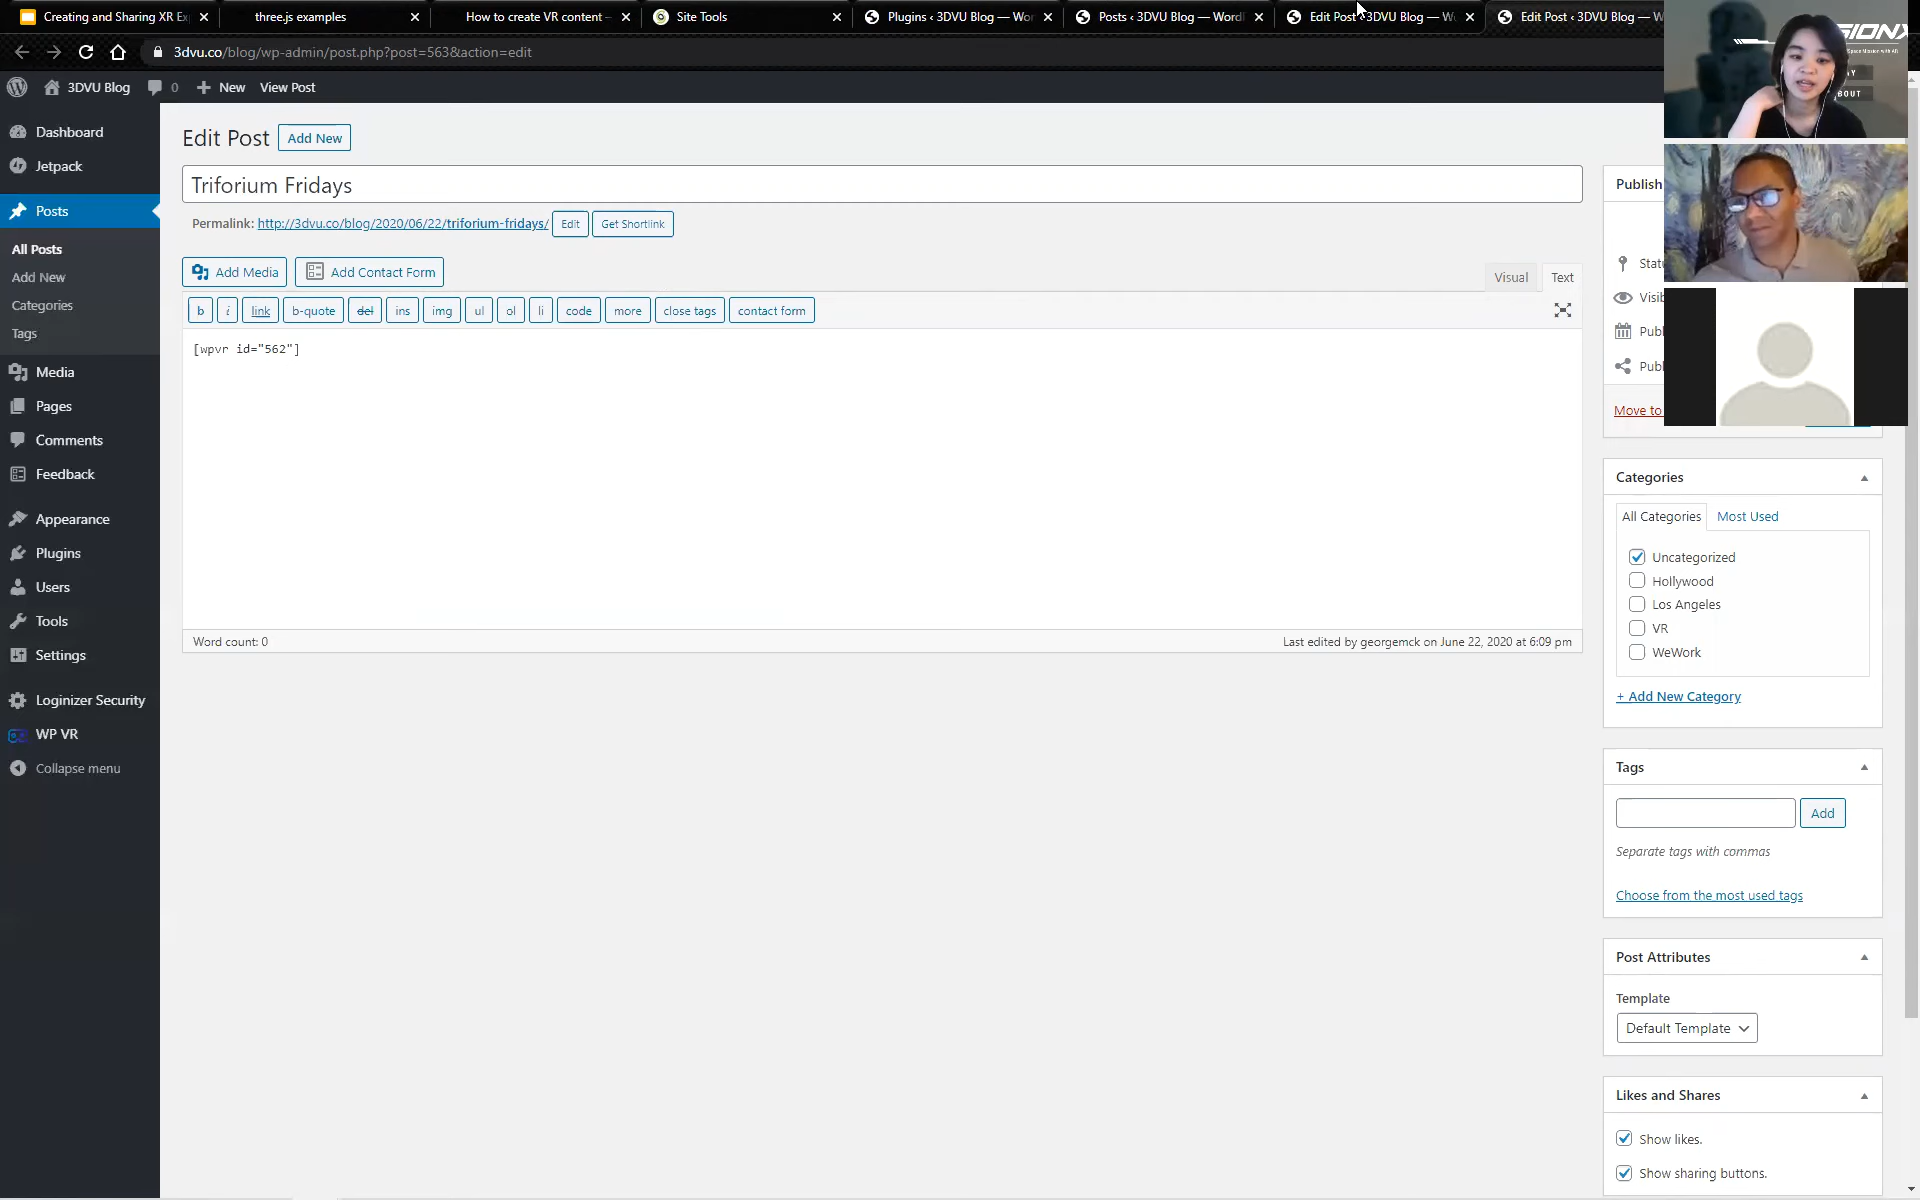 Creating and Sharing XR Ex
three.js examples
How to create VR content –
Site Tools
Plugins ‹ 3DVU Blog — Wor
Posts ‹ 3DVU Blog — Wordl
Edit Post ‹ 3DVU Blog — W
Edit Post ‹ 3DVU Blog — W
3dvu.co/blog/wp-admin/post.php?post=563&action=edit
3DVU Blog
0
New
View Post
Dashboard
Jetpack
Posts
All Posts
Add New
Categories
Tags
Media
Pages
Comments
Feedback
Appearance
Plugins
Users
Tools
Settings
Loginizer Security
WP VR
Collapse menu
Edit Post
Add New
Triforium Fridays
Permalink: http://3dvu.co/blog/2020/06/22/triforium-fridays/ Edit Get Shortlink
Add Media
Add Contact Form
Visual
Text
b
i
link
b-quote
del
ins
img
ul
ol
li
code
more
close tags
contact form
[wpvr id="562"]
Word count: 0
Last edited by georgemck on June 22, 2020 at 6:09 pm
Publish
Statu
Visib
Publ
Publ
Move to
Categories
All Categories
Most Used
Uncategorized
Hollywood
Los Angeles
VR
WeWork
+ Add New Category
Tags
Add
Separate tags with commas
Choose from the most used tags
Post Attributes
Template
Default Template
Likes and Shares
Show likes.
Show sharing buttons.